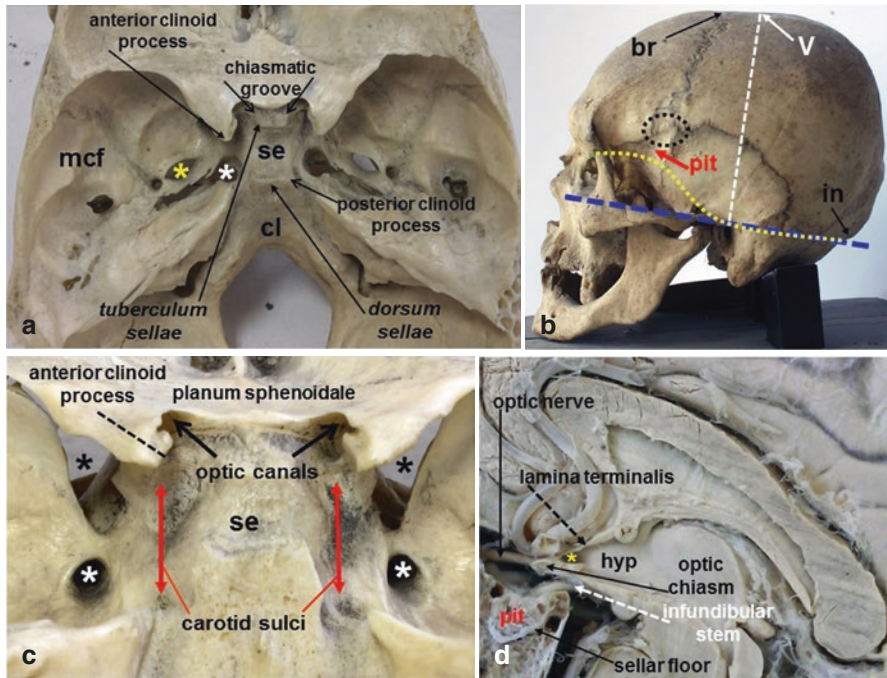 anterior clinoid
process
chiasmatic
groove
mcf
*
*
se
posterior clinoid
process
cl
tuberculum
sellae
dorsum
sellae
a
br
V
pit
in
b
anterior clinoid
process
planum sphenoidale
*
optic canals
*
se
*
*
carotid sulci
c
optic nerve
lamina terminalis
*
hyp
optic
chiasm
infundibular
stem
pit
sellar floor
d